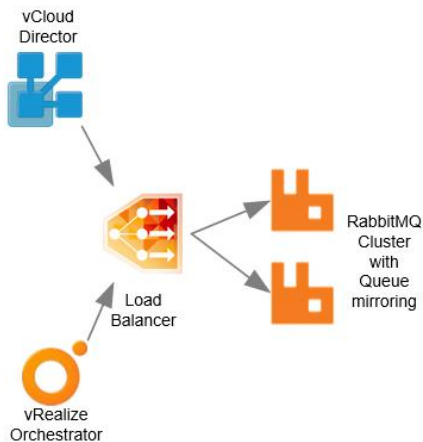 vCloud
Director
Load
Balancer
RabbitMQ
Cluster
with
Queue
mirroring
vRealize
Orchestrator